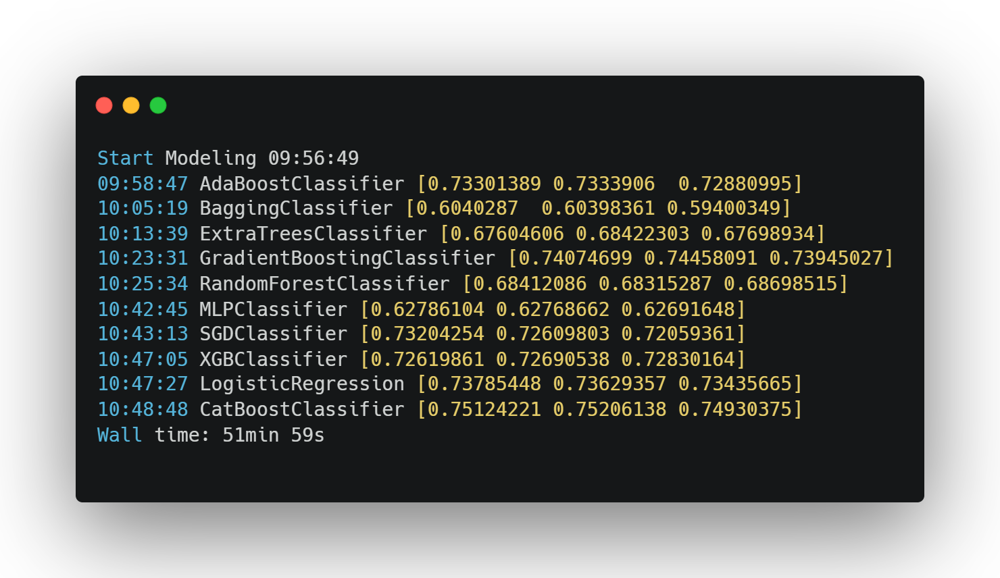 Start Modeling 09:56:49
09:58:47 AdaBoostClassifier [0.73301389 0.7333906  0.72880995]
10:05:19 BaggingClassifier [0.6040287  0.60398361 0.59400349]
10:13:39 ExtraTreesClassifier [0.67604606 0.68422303 0.67698934]
10:23:31 GradientBoostingClassifier [0.74074699 0.74458091 0.73945027]
10:25:34 RandomForestClassifier [0.68412086 0.68315287 0.68698515]
10:42:45 MLPClassifier [0.62786104 0.62768662 0.62691648]
10:43:13 SGDClassifier [0.73204254 0.72609803 0.72059361]
10:47:05 XGBClassifier [0.72619861 0.72690538 0.72830164]
10:47:27 LogisticRegression [0.73785448 0.73629357 0.73435665]
10:48:48 CatBoostClassifier [0.75124221 0.75206138 0.74930375]
Wall time: 51min 59s